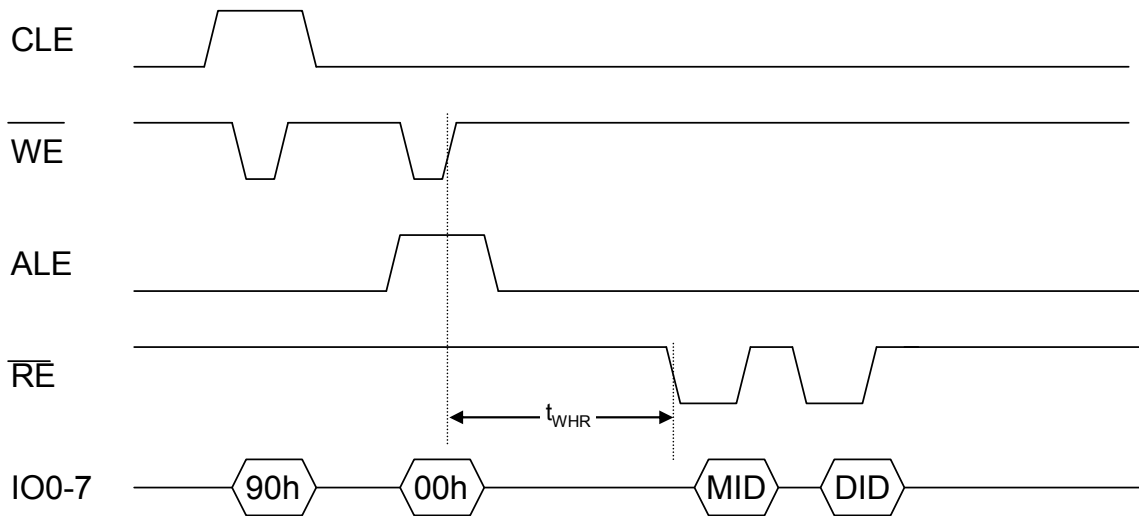 CLE
WE
ALE
RE
tWHR
IO0-7 90h 00h MID DID